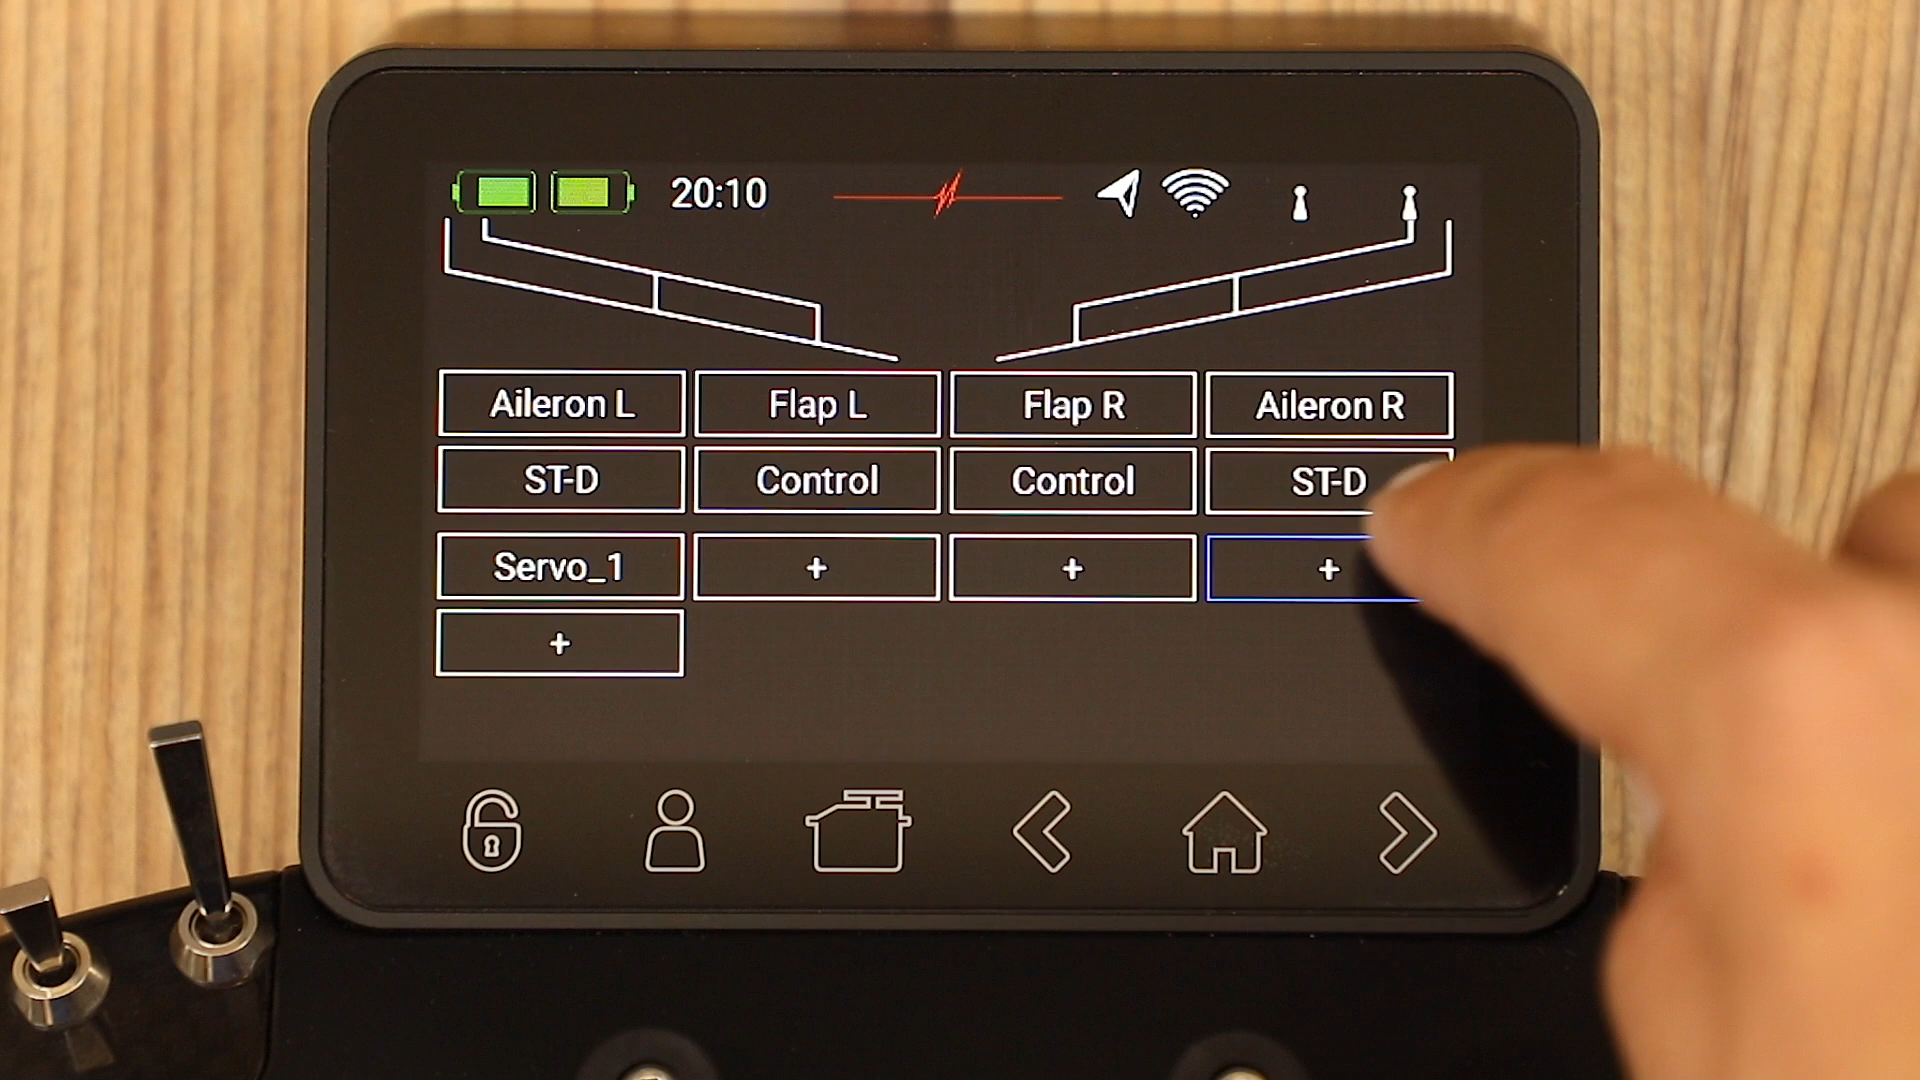 20:10
Aileron L Flap L Flap R Aileron R
ST-D Control Control ST-D
Servo_1 + + +
+